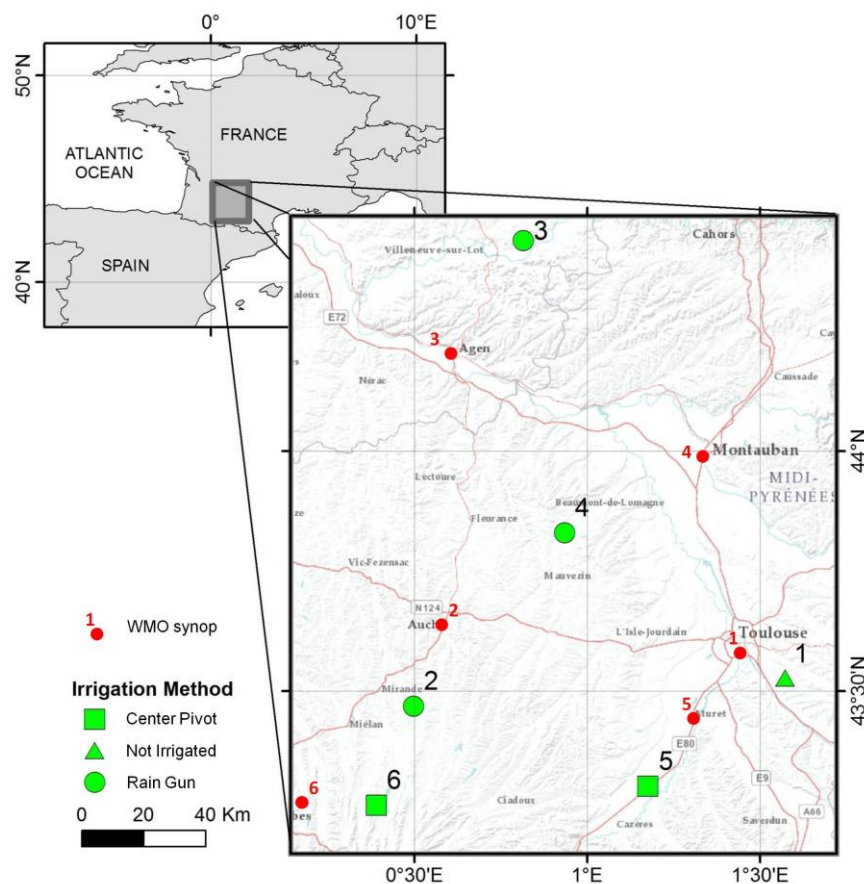 0°
10°E
50°N
FRANCE
ATLANTIC
OCEAN
SPAIN
40°N
3
Cahors
Villeneuve-sur-Lot
aloux
E72
3
Agen
Nérac
Caussade
4
Montauban
44°N
MIDI-
PYRÉNÉES
Lectoure
4
Beaumont-de-Lomagne
Fleurance
Mauvezin
Vic-Fezensac
N124
2
Auch
L'Isle-Jourdain
Toulouse
1
1
2
Mirande
43°30'N
Miélan
5
Muret
E80
5
6
6
bes
Ciadoux
E9
Cazères
Saverdun
A66
0°30'E
1°E
1°30'E
1
WMO synop
Irrigation Method
Center Pivot
Not Irrigated
Rain Gun
0 20 40 Km